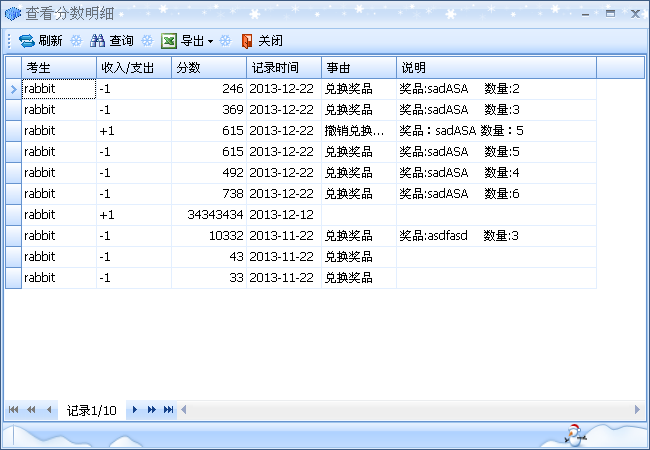 查看分数明细
刷新 查询 导出 关闭
考生 收入/支出 分数 记录时间 事由 说明
rabbit -1 246 2013-12-22 兑换奖品 奖品:sadASA 数量:2
rabbit -1 369 2013-12-22 兑换奖品 奖品:sadASA 数量:3
rabbit +1 615 2013-12-22 撤销兑换... 奖品：sadASA 数量：5
rabbit -1 615 2013-12-22 兑换奖品 奖品:sadASA 数量:5
rabbit -1 492 2013-12-22 兑换奖品 奖品:sadASA 数量:4
rabbit -1 738 2013-12-22 兑换奖品 奖品:sadASA 数量:6
rabbit +1 34343434 2013-12-12
rabbit -1 10332 2013-11-22 兑换奖品 奖品:asdfasd 数量:3
rabbit -1 43 2013-11-22 兑换奖品
rabbit -1 33 2013-11-22 兑换奖品
记录1/10